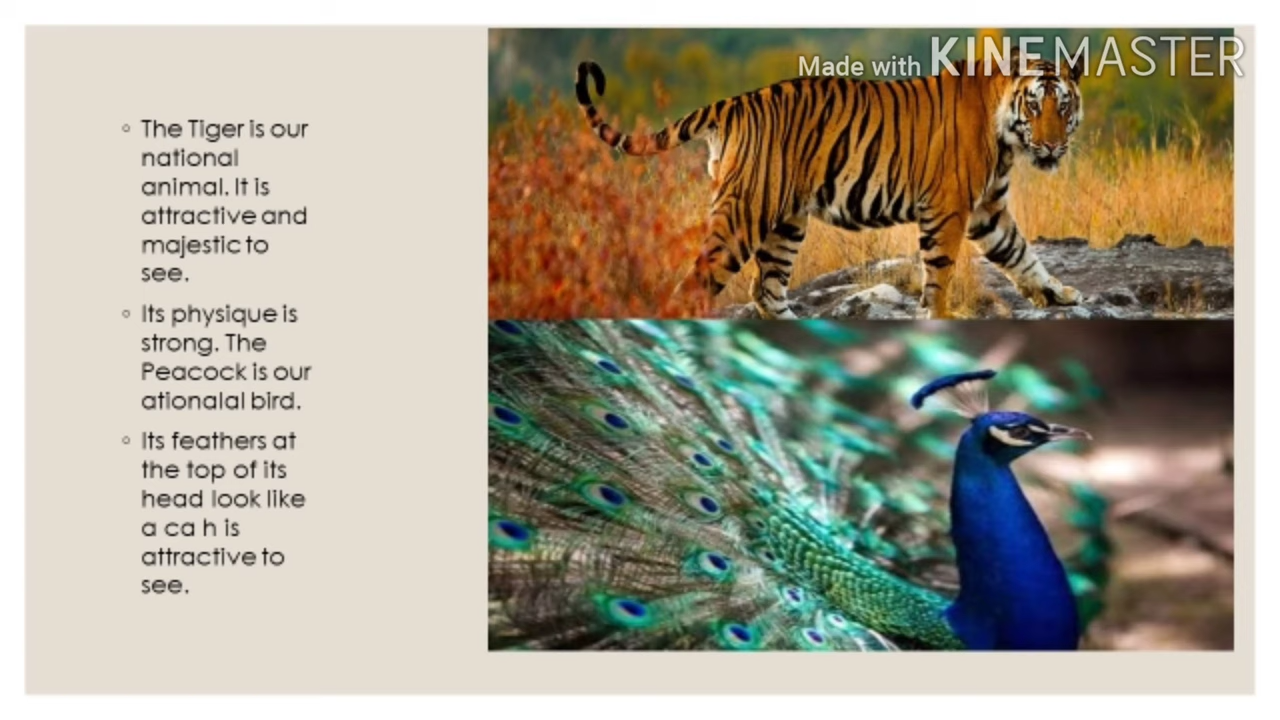 Made with KINEMASTER
◦ The Tiger is our
national
animal. It is
attractive and
majestic to
see.
◦ Its physique is
strong. The
Peacock is our
ationalal bird.
◦ Its feathers at
the top of its
head look like
a ca h is
attractive to
see.